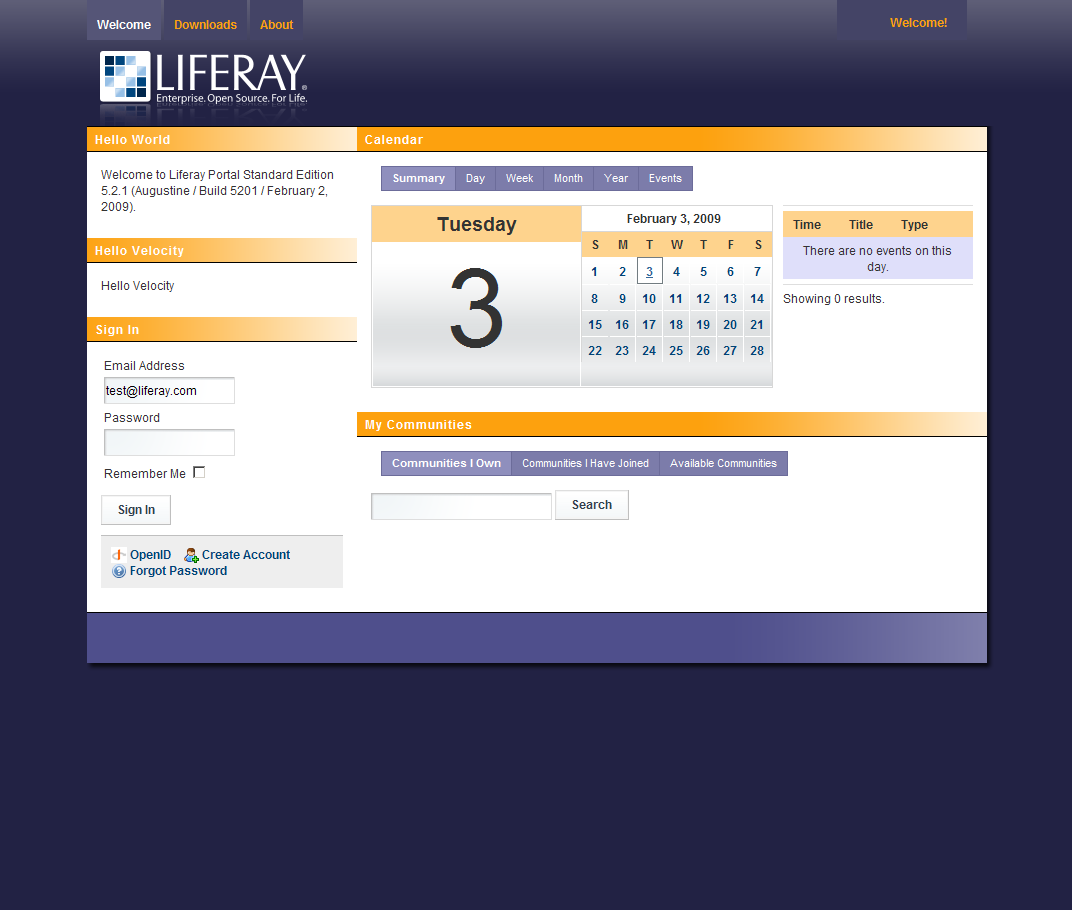 Welcome Downloads About Welcome!
LIFERAY®
Enterprise. Open Source. For Life.
Hello World
Welcome to Liferay Portal Standard Edition
5.2.1 (Augustine / Build 5201 / February 2,
2009).
Hello Velocity
Hello Velocity
Sign In
Email Address
test@liferay.com
Password
Remember Me
Sign In
OpenID Create Account
Forgot Password
Calendar
Summary Day Week Month Year Events
Tuesday
3
February 3, 2009
S M T W T F S
1 2 3 4 5 6 7
8 9 10 11 12 13 14
15 16 17 18 19 20 21
22 23 24 25 26 27 28
Time Title Type
There are no events on this
day.
Showing 0 results.
My Communities
Communities I Own Communities I Have Joined Available Communities
Search